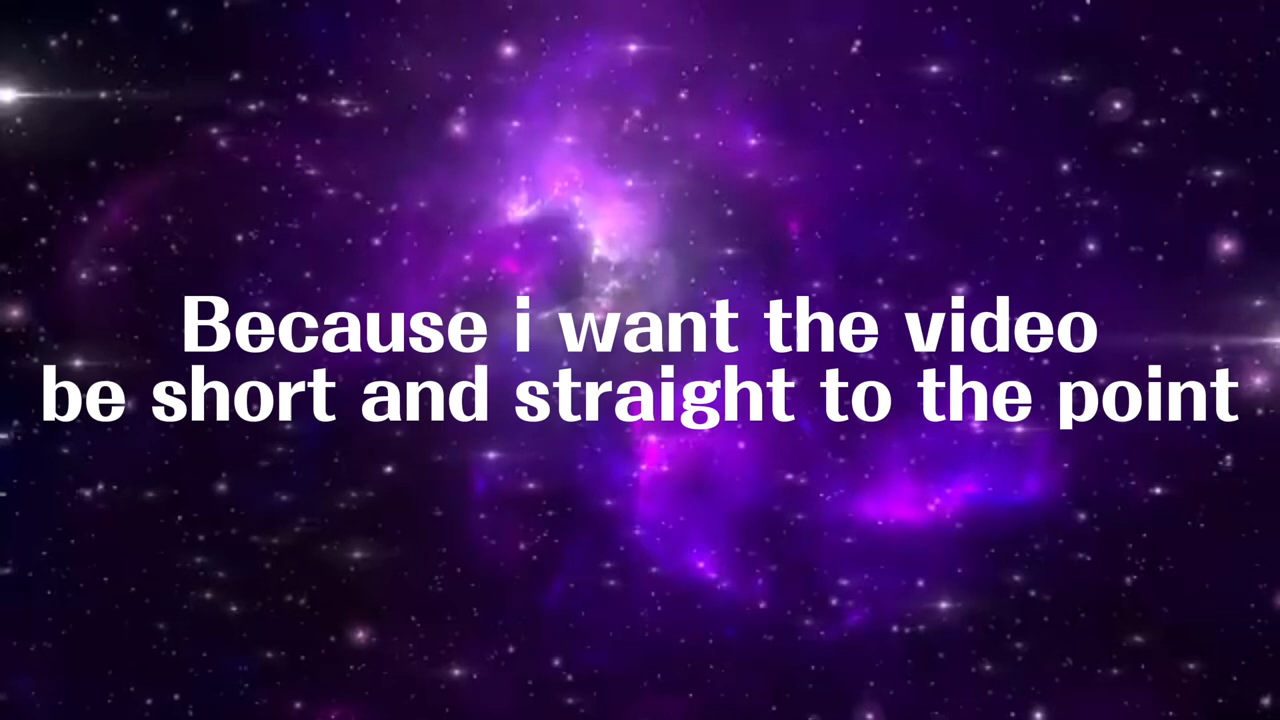 Because i want the video
be short and straight to the point